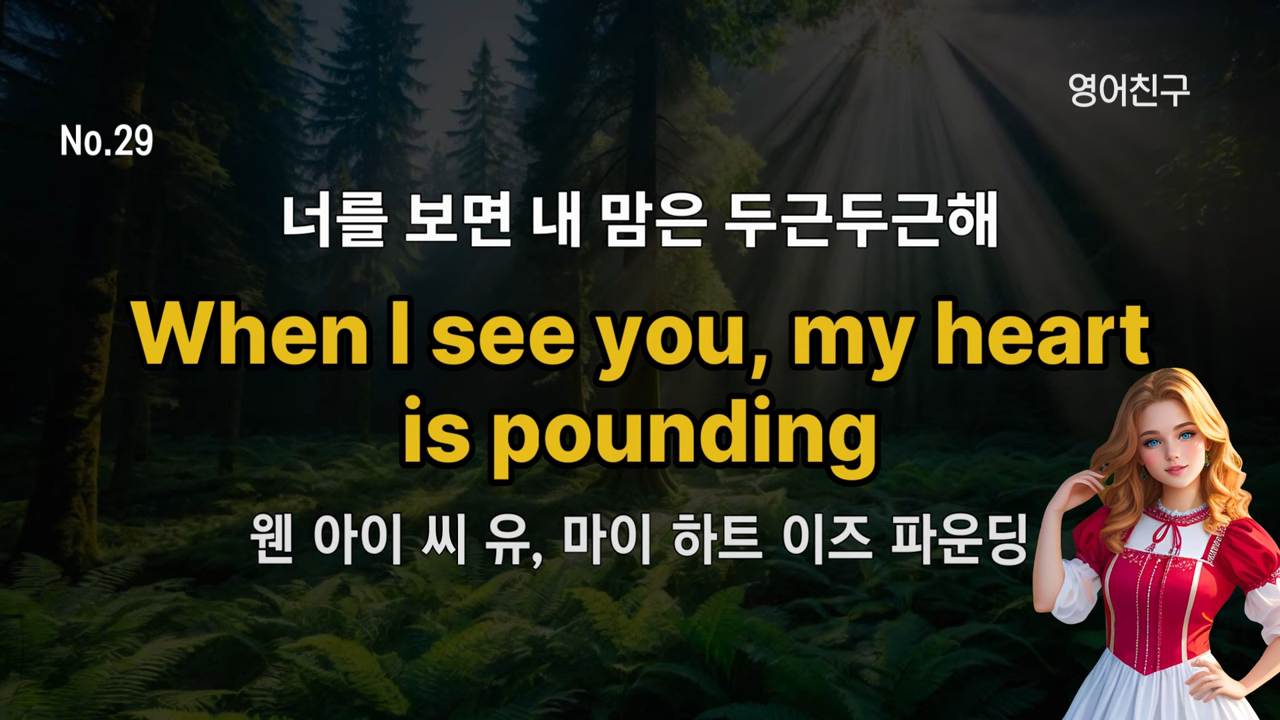 영어친구
No.29
너를 보면 내 맘은 두근두근해
When I see you, my heart
is pounding
웬 아이 씨 유, 마이 하트 이즈 파운딩